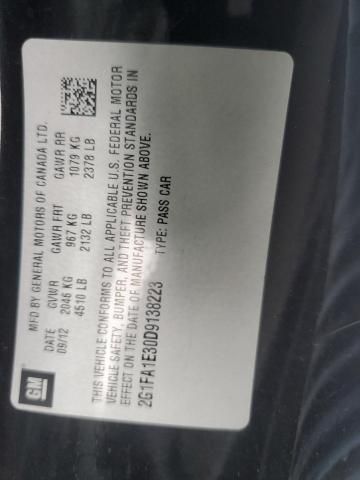 GM
MFD BY GENERAL MOTORS OF CANADA LTD.
DATE GVWR GAWR FRT GAWR RR
09/12 2046 KG 967 KG 1079 KG
4510 LB 2132 LB 2378 LB
THIS VEHICLE CONFORMS TO ALL APPLICABLE U.S. FEDERAL MOTOR
VEHICLE SAFETY, BUMPER, AND THEFT PREVENTION STANDARDS IN
EFFECT ON THE DATE OF MANUFACTURE SHOWN ABOVE.
2G1FA1E30D9138223 TYPE: PASS CAR